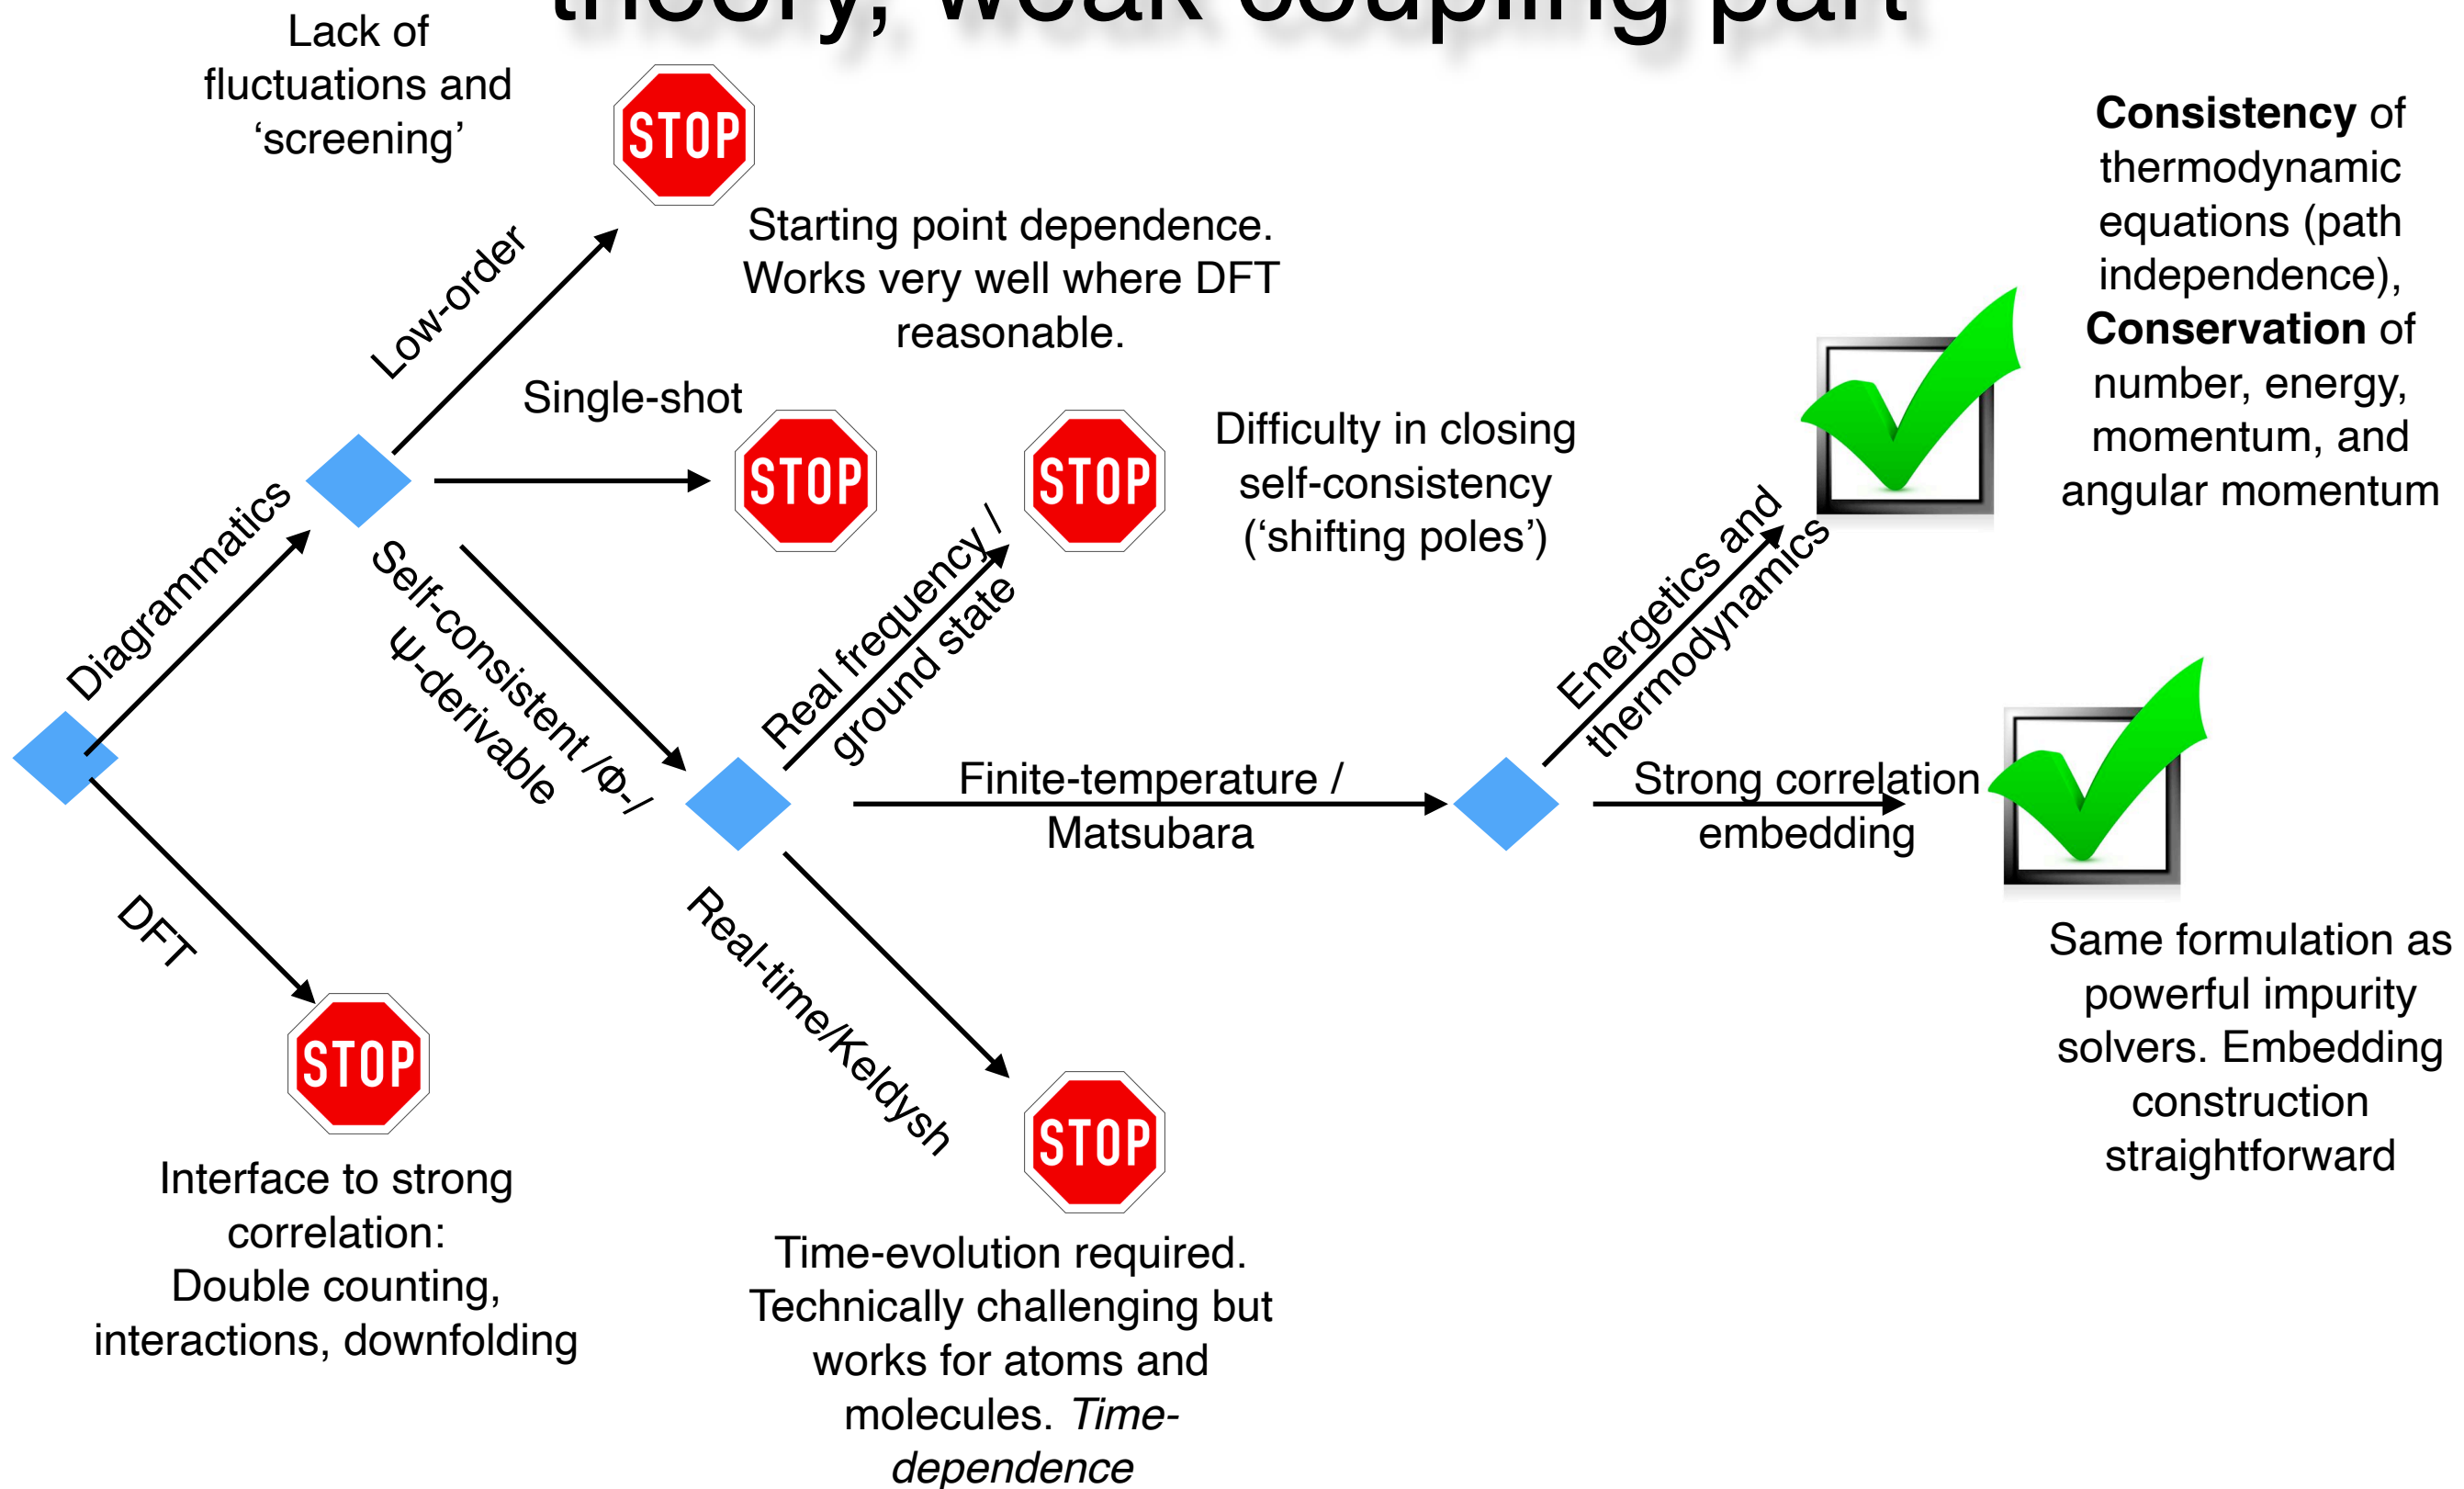 theory, weak coupling part
Lack of
fluctuations and
‘screening’
STOP
Starting point dependence.
Works very well where DFT
reasonable.
Low-order
Single-shot
STOP
STOP
Difficulty in closing
self-consistency
(‘shifting poles’)
Consistency of
thermodynamic
equations (path
independence),
Conservation of
number, energy,
momentum, and
angular momentum
Diagrammatics
Self-consistent /Φ-/
Ψ-derivable
Real frequency /
ground state
Energetics and
thermodynamics
Finite-temperature /
Matsubara
Strong correlation
embedding
DFT
Real-time/Keldysh
STOP
Interface to strong
correlation:
Double counting,
interactions, downfolding
STOP
Time-evolution required.
Technically challenging but
works for atoms and
molecules. Time-
dependence
Same formulation as
powerful impurity
solvers. Embedding
construction
straightforward